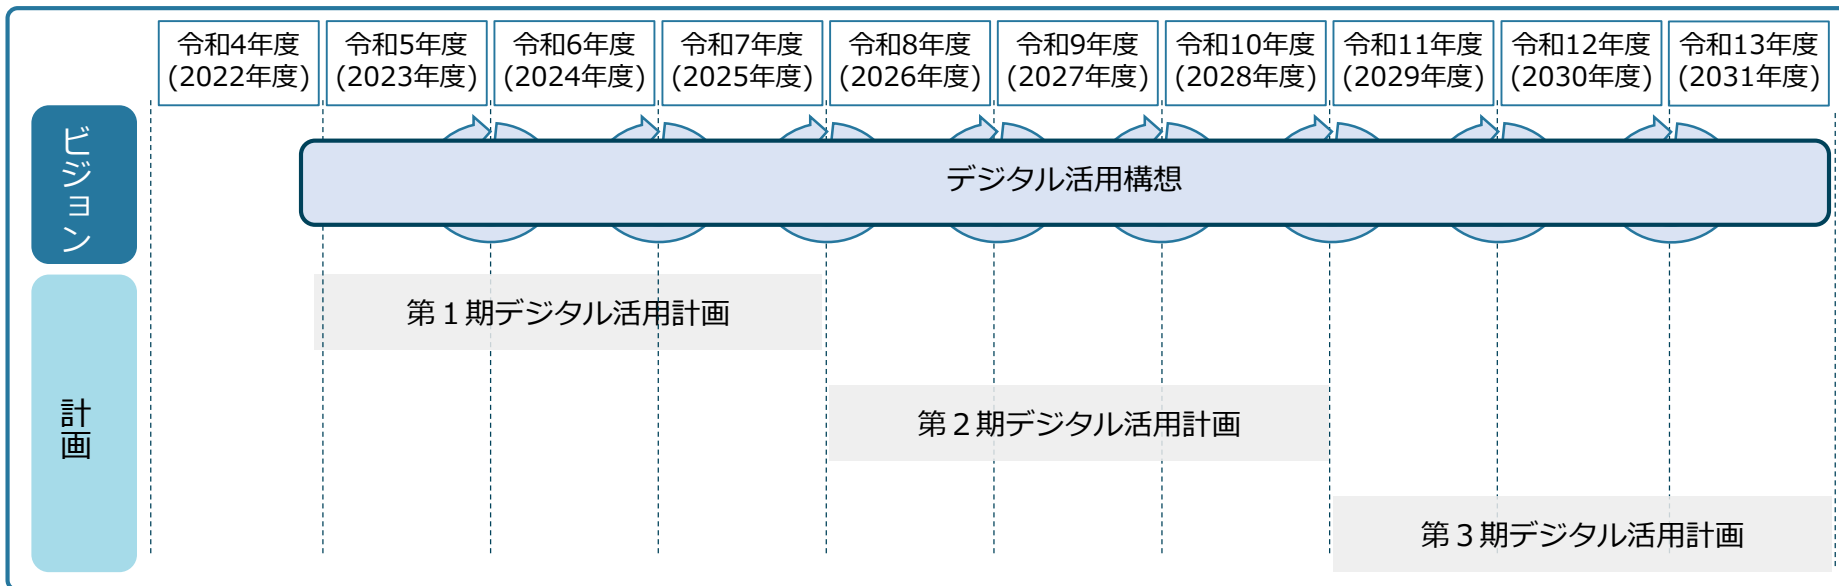 令和4年度
(2022年度)
令和5年度
(2023年度)
令和6年度
(2024年度)
令和7年度
(2025年度)
令和8年度
(2026年度)
令和9年度
(2027年度)
令和10年度
(2028年度)
令和11年度
(2029年度)
令和12年度
(2030年度)
令和13年度
(2031年度)
ビジョン
デジタル活用構想
計画
第１期デジタル活用計画
第２期デジタル活用計画
第３期デジタル活用計画